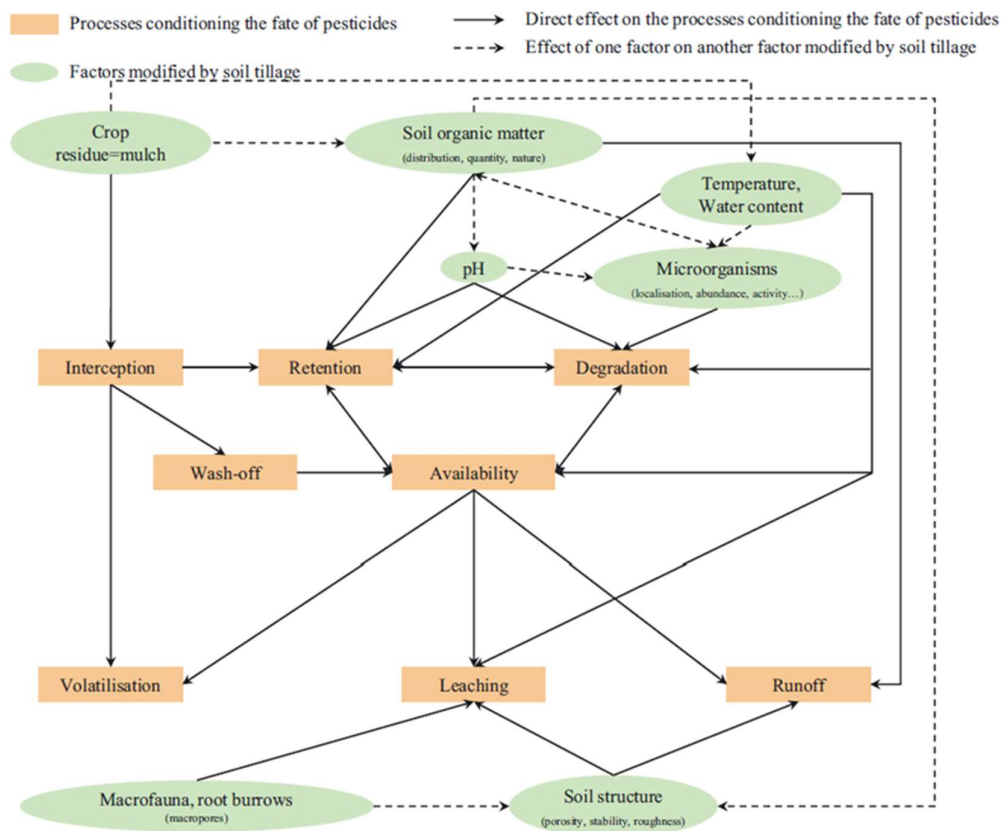 Processes conditioning the fate of pesticides
Direct effect on the processes conditioning the fate of pesticides
Effect of one factor on another factor modified by soil tillage
Factors modified by soil tillage
Crop
residue=mulch
Soil organic matter
(distribution, quantity, nature)
Temperature,
Water content
pH
Microorganisms
(localisation, abundance, activity…)
Interception
Retention
Degradation
Wash-off
Availability
Volatilisation
Leaching
Runoff
Macrofauna, root burrows
(macropores)
Soil structure
(porosity, stability, roughness)